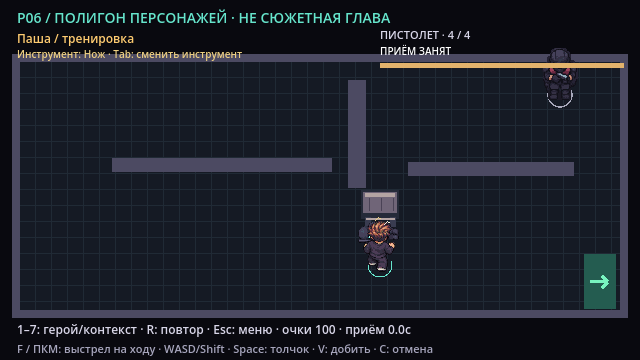 P06 / ПОЛИГОН ПЕРСОНАЖЕЙ · НЕ СЮЖЕТНАЯ ГЛАВА
Паша / тренировка
Инструмент: Нож · Tab: сменить инструмент
ПИСТОЛЕТ · 4 / 4
ПРИЁМ ЗАНЯТ
1–7: герой/контекст · R: повтор · Esc: меню · очки 100 · приём 0.0с
F / ПКМ: выстрел на ходу · WASD/Shift · Space: толчок · V: добить · C: отмена